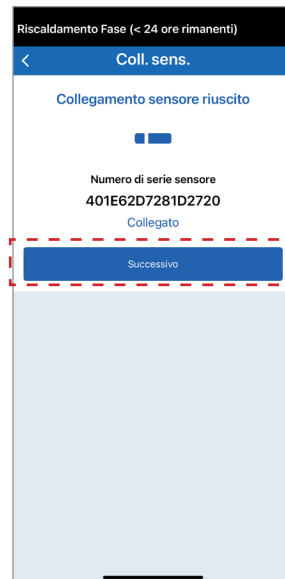 Riscaldamento Fase (< 24 ore rimanenti)
Coll. sens.
Collegamento sensore riuscito
Numero di serie sensore
401E62D7281D2720
Collegato
Successivo